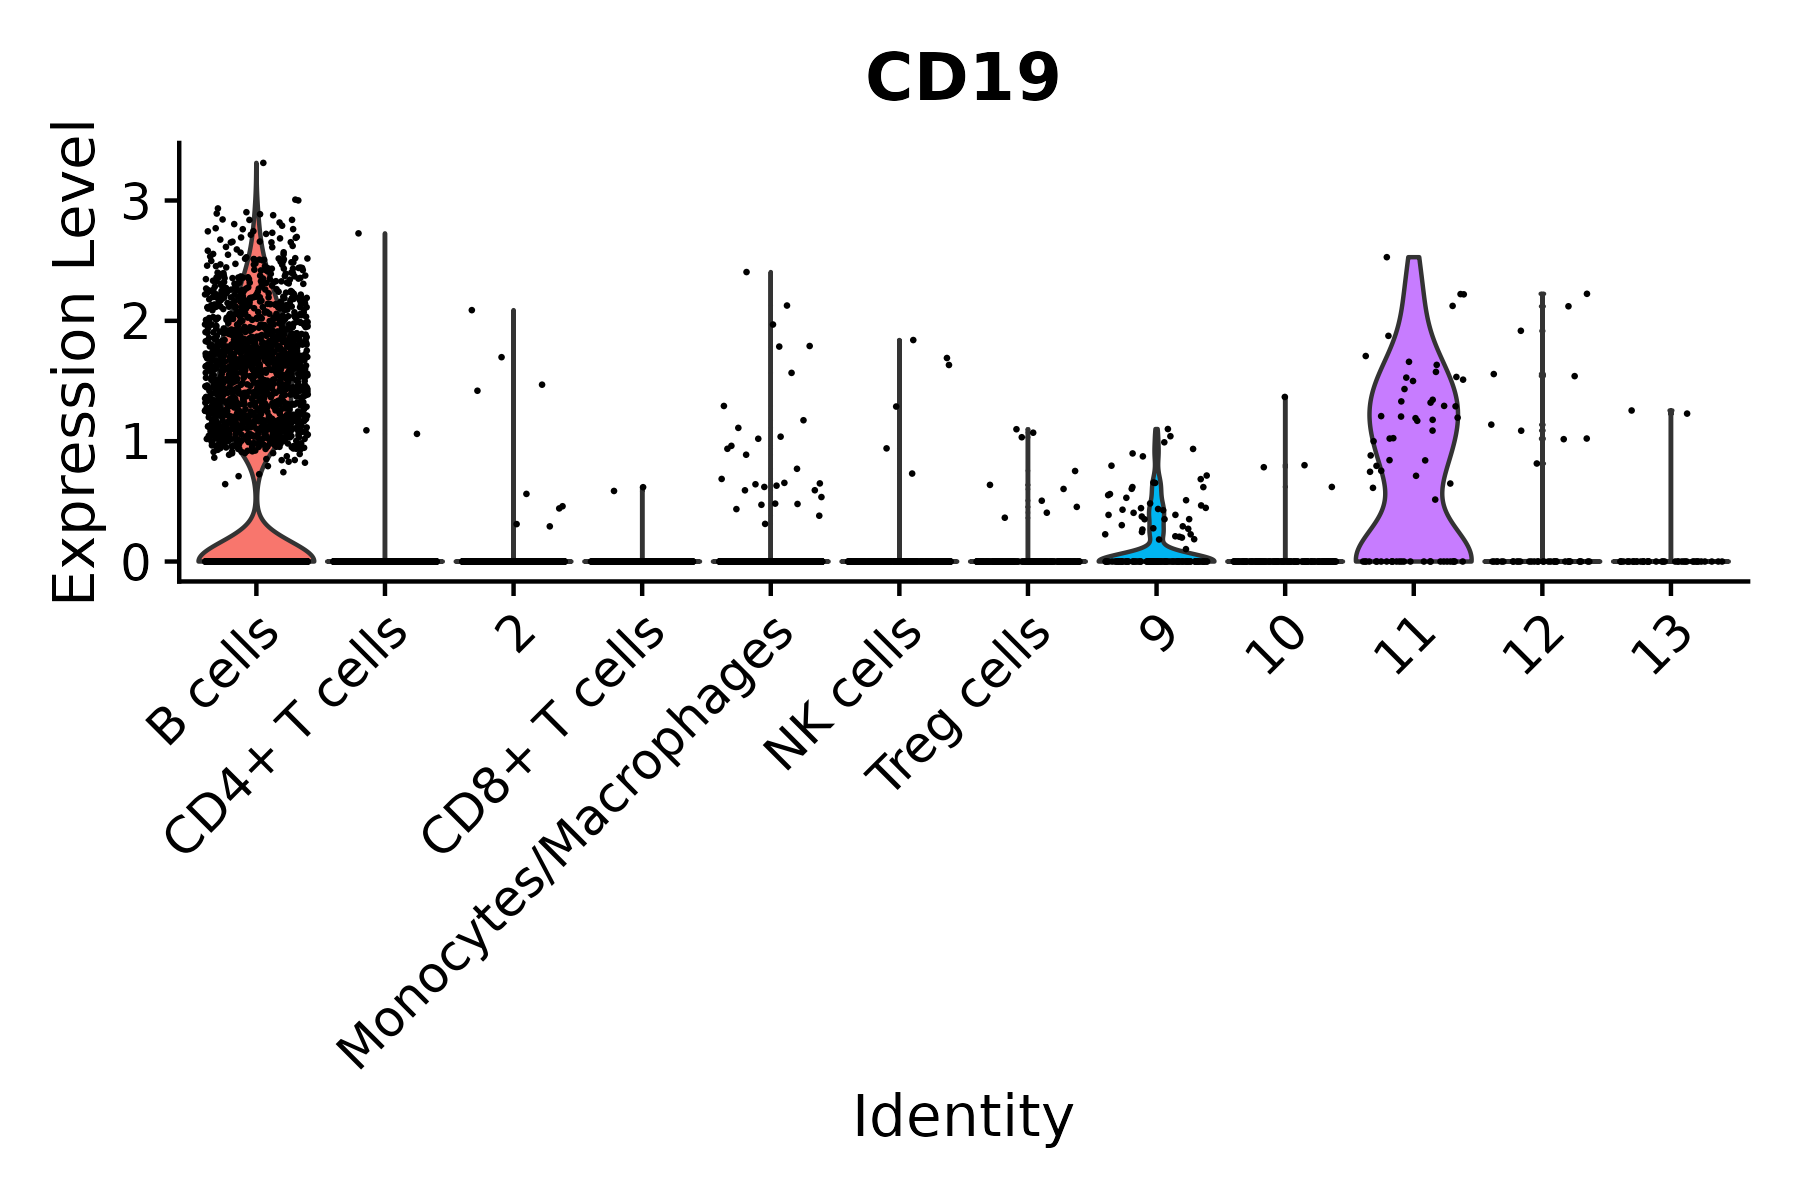 CD19
Expression Level
3
2
1
0
B cells
CD4+ T cells
2
CD8+ T cells
Monocytes/Macrophages
NK cells
Treg cells
9
10
11
12
13
Identity